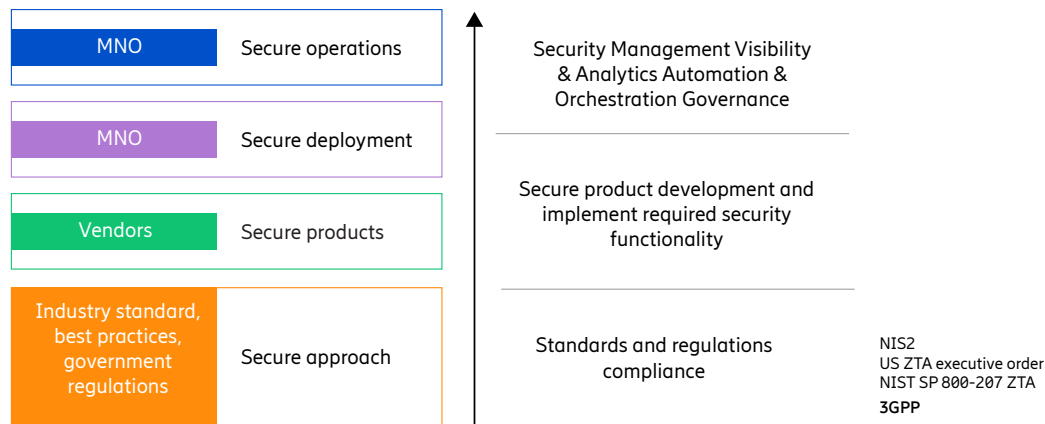 MNO
Secure operations
MNO
Secure deployment
Vendors
Secure products
Industry standard,
best practices,
government
regulations
Secure approach
Security Management Visibility
& Analytics Automation &
Orchestration Governance
Secure product development and
implement required security
functionality
Standards and regulations
compliance
NIS2
US ZTA executive order
NIST SP 800-207 ZTA
3GPP